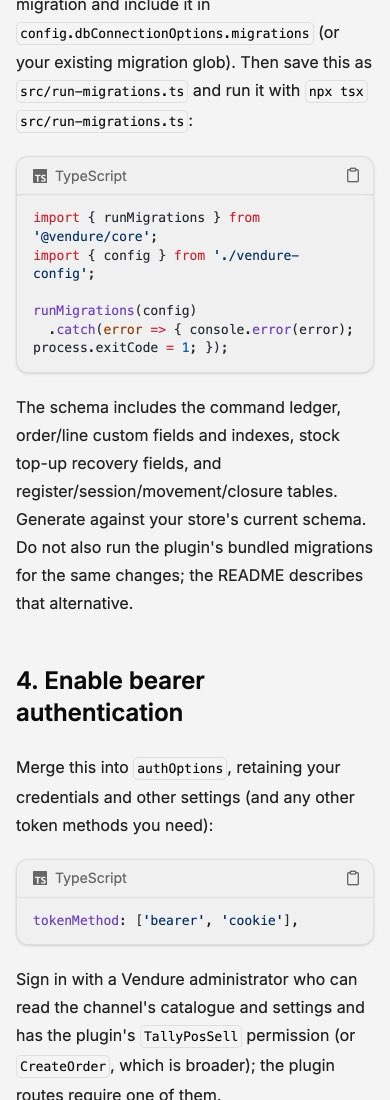 migration and include it in
config.dbConnectionOptions.migrations (or
your existing migration glob). Then save this as
src/run-migrations.ts and run it with npx tsx
src/run-migrations.ts:
TS TypeScript
import { runMigrations } from
'@vendure/core';
import { config } from './vendure-
config';
runMigrations(config)
.catch(error => { console.error(error);
process.exitCode = 1; });
The schema includes the command ledger,
order/line custom fields and indexes, stock
top-up recovery fields, and
register/session/movement/closure tables.
Generate against your store's current schema.
Do not also run the plugin's bundled migrations
for the same changes; the README describes
that alternative.
4. Enable bearer
authentication
Merge this into authOptions, retaining your
credentials and other settings (and any other
token methods you need):
TS TypeScript
tokenMethod: ['bearer', 'cookie'],
Sign in with a Vendure administrator who can
read the channel's catalogue and settings and
has the plugin's TallyPosSell permission (or
CreateOrder, which is broader); the plugin
routes require one of them.